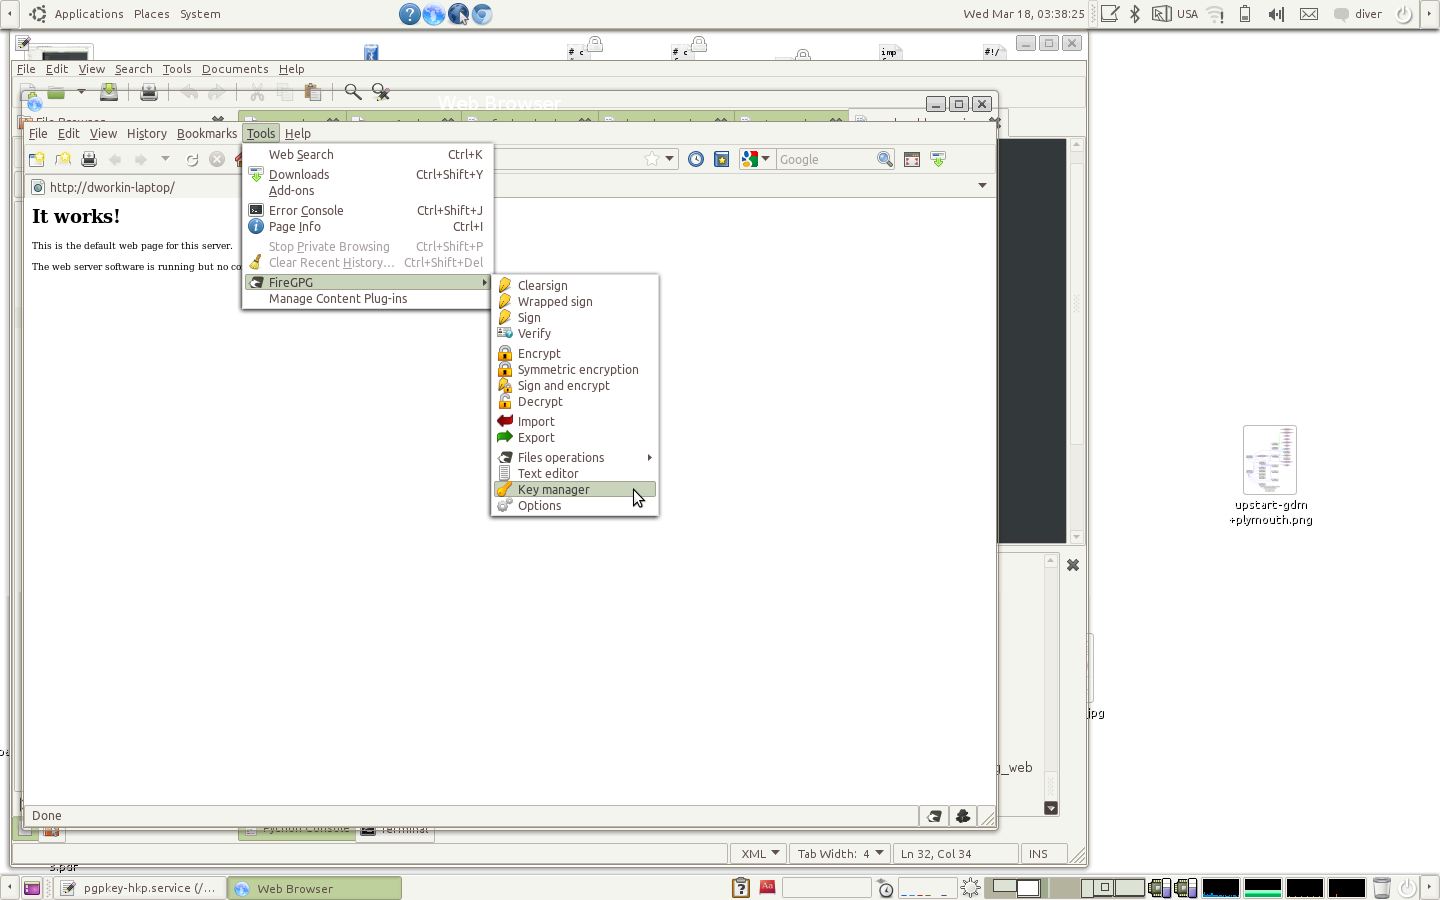 Applications Places System
Wed Mar 18, 03:38:25
USA
diver
# c
# c
imp
#!/
File Edit View Search Tools Documents Help
Web Browser
File Edit View History Bookmarks Tools Help
Google
http://dworkin-laptop/
It works!
This is the default web page for this server.
The web server software is running but no co
Web Search Ctrl+K
Downloads Ctrl+Shift+Y
Add-ons
Error Console Ctrl+Shift+J
Page Info Ctrl+I
Stop Private Browsing Ctrl+Shift+P
Clear Recent History... Ctrl+Shift+Del
FireGPG
Manage Content Plug-ins
Clearsign
Wrapped sign
Sign
Verify
Encrypt
Symmetric encryption
Sign and encrypt
Decrypt
Import
Export
Files operations
Text editor
Key manager
Options
upstart-gdm
+plymouth.png
.jpg
g_web
Done
Python Console Terminal
XML Tab Width: 4 Ln 32, Col 34 INS
s.pdf
pgpkey-hkp.service (/...
Web Browser
Aa